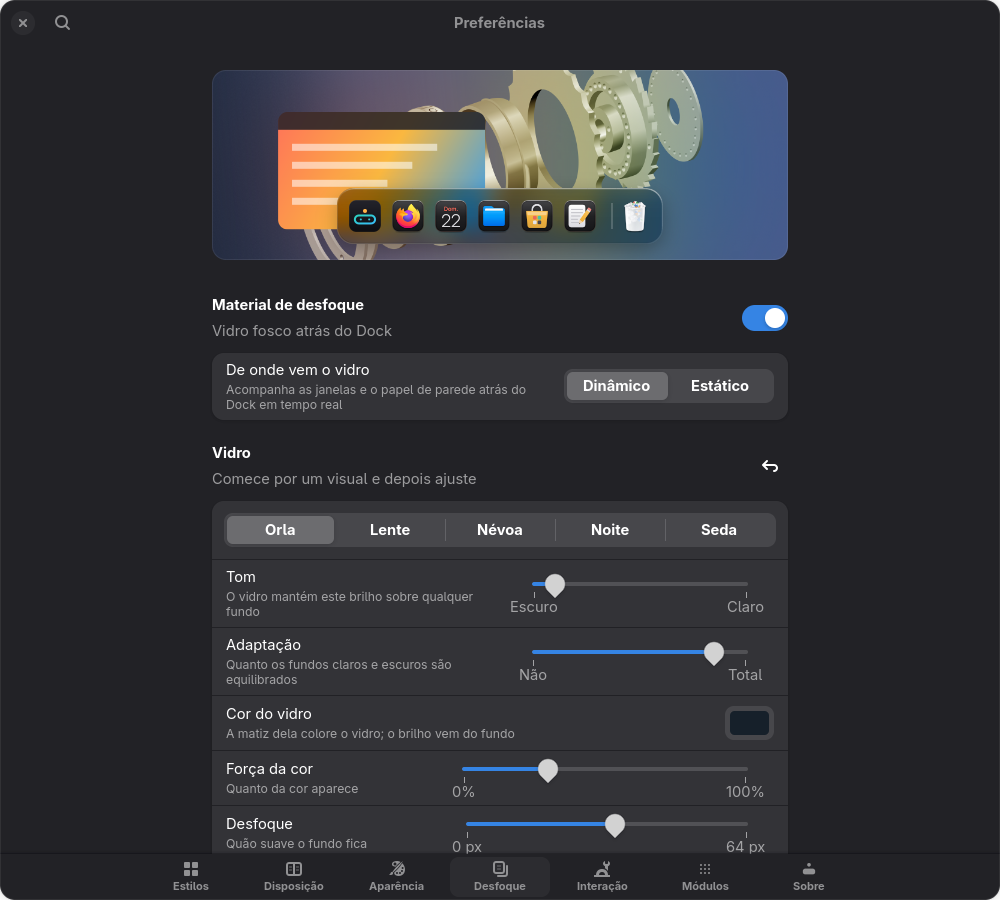 Preferências
Dom.
22
Material de desfoque
Vidro fosco atrás do Dock
De onde vem o vidro
Acompanha as janelas e o papel de parede atrás do
Dock em tempo real
Dinâmico
Estático
Vidro
Comece por um visual e depois ajuste
Orla
Lente
Névoa
Noite
Seda
Tom
O vidro mantém este brilho sobre qualquer
fundo
Escuro
Claro
Adaptação
Quanto os fundos claros e escuros são
equilibrados
Não
Total
Cor do vidro
A matiz dela colore o vidro; o brilho vem do fundo
Força da cor
Quanto da cor aparece
0%
100%
Desfoque
Quão suave o fundo fica
0 px
64 px
Estilos
Disposição
Aparência
Desfoque
Interação
Módulos
Sobre